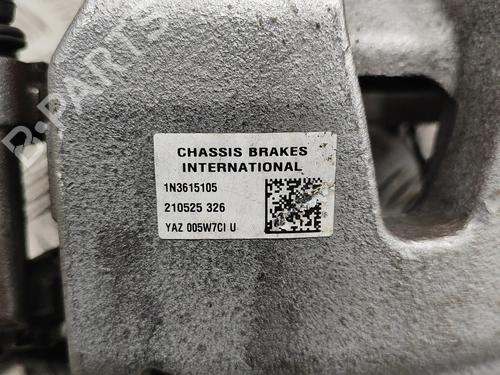 B-PARTS
CHASSIS BRAKES
INTERNATIONAL
1N3615105
210525 326
YAZ 005W7CI U